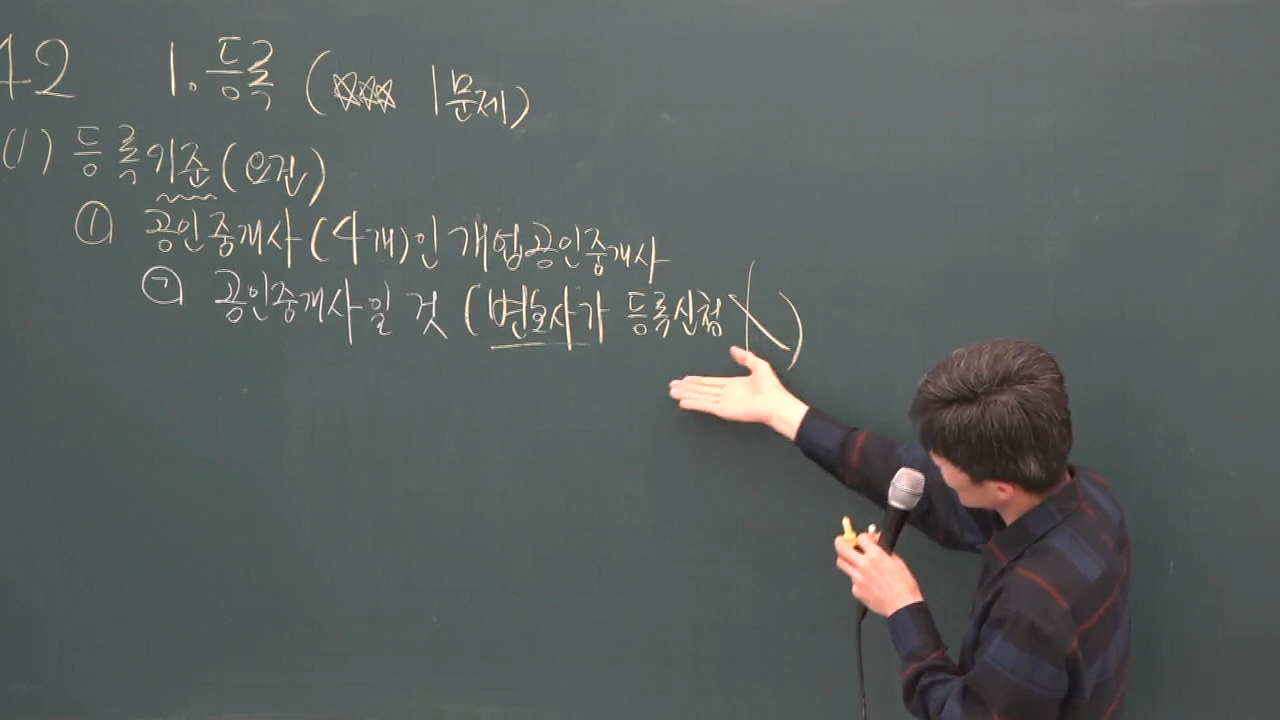 42 1. 등록 (☆☆☆ 1문제)
(1) 등록기준(요건)
① 공인중개사(4개)인 개업공인중개사
㉠ 공인중개사일 것 (변호사가 등록신청 X)